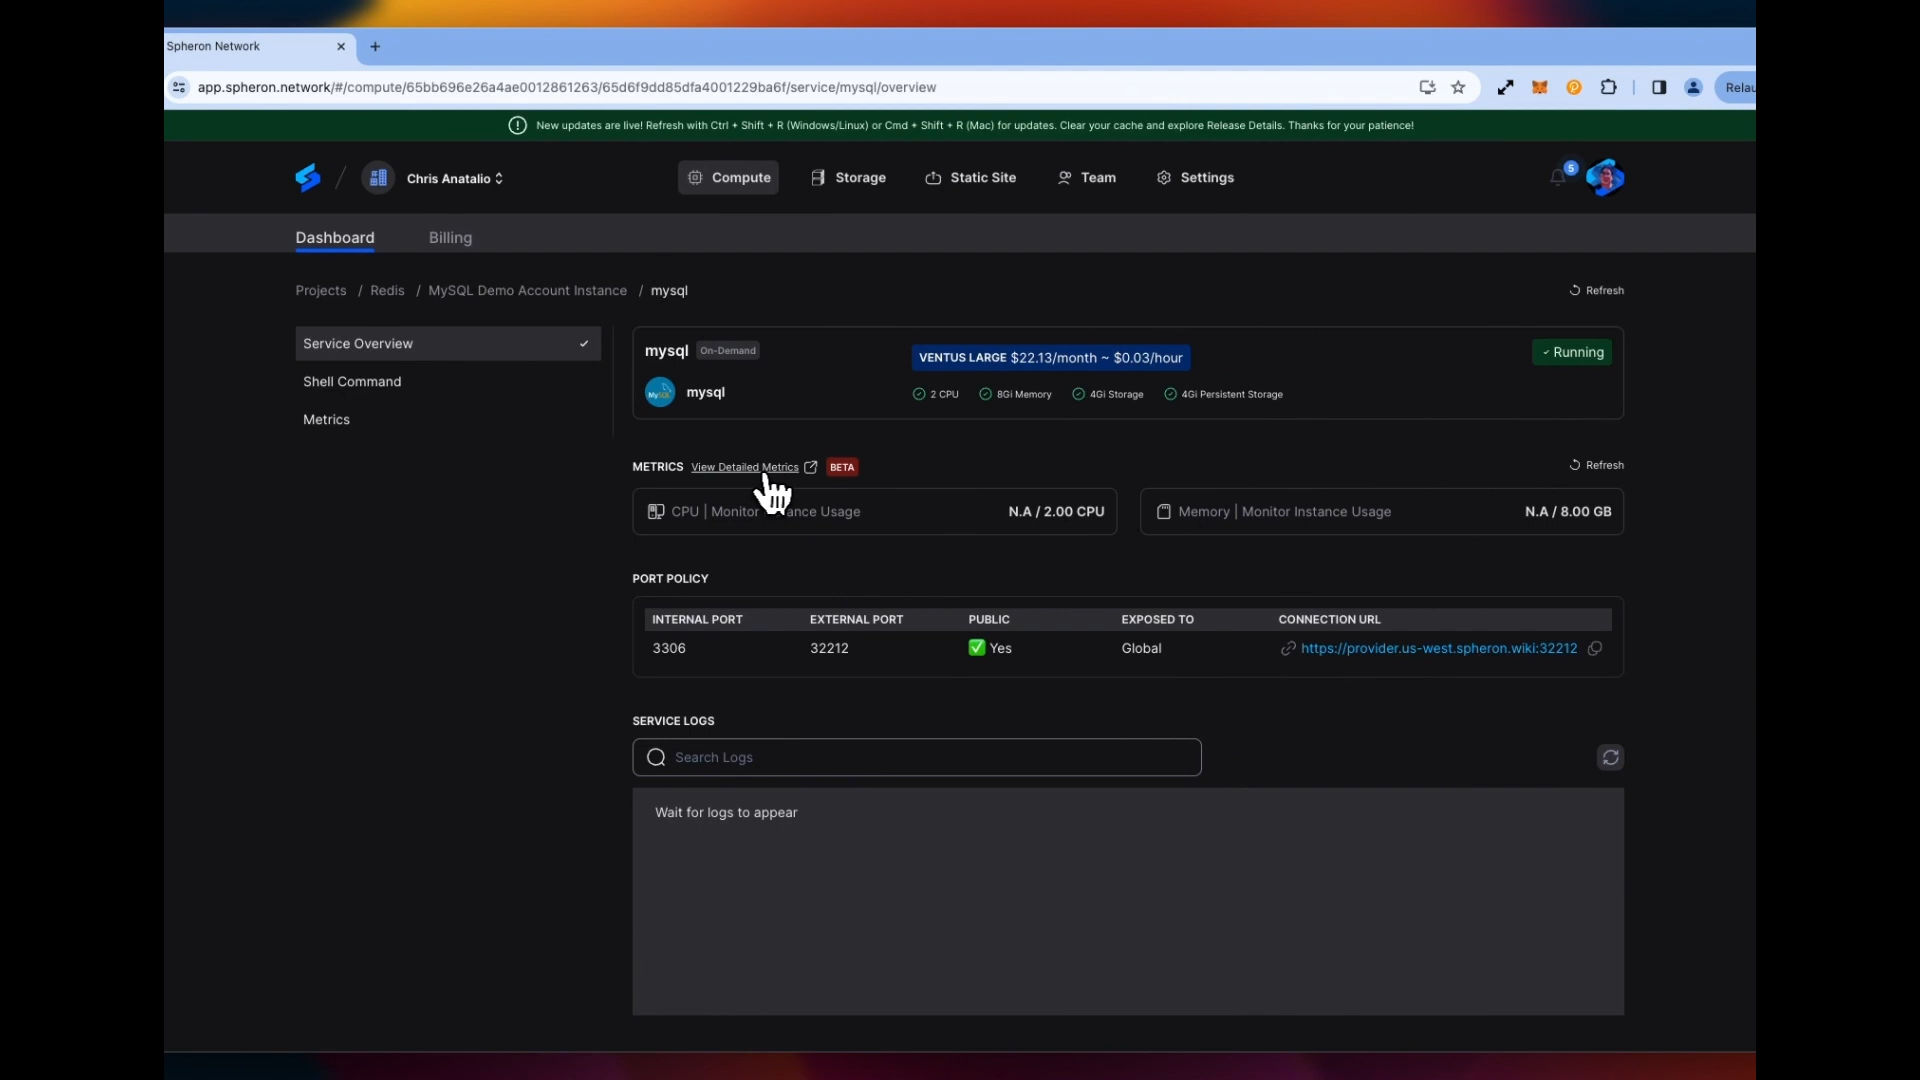 Spheron Network
app.spheron.network/#/compute/65bb696e26a4ae0012861263/65d6f9dd85dfa4001229ba6f/service/mysql/overview
Relau
New updates are live! Refresh with Ctrl + Shift + R (Windows/Linux) or Cmd + Shift + R (Mac) for updates. Clear your cache and explore Release Details. Thanks for your patience!
/ Chris Anatalio
Compute
Storage
Static Site
Team
Settings
5
Dashboard
Billing
Projects / Redis / MySQL Demo Account Instance / mysql
Refresh
Service Overview
Shell Command
Metrics
mysql On-Demand
VENTUS LARGE $22.13/month ~ $0.03/hour
Running
MySQL
mysql
2 CPU
8Gi Memory
4Gi Storage
4Gi Persistent Storage
METRICS View Detailed Metrics BETA
Refresh
CPU | Monitor Usage
N.A / 2.00 CPU
Memory | Monitor Instance Usage
N.A / 8.00 GB
PORT POLICY
INTERNAL PORT EXTERNAL PORT PUBLIC EXPOSED TO CONNECTION URL
3306 32212 ✅ Yes Global https://provider.us-west.spheron.wiki:32212
SERVICE LOGS
Search Logs
Wait for logs to appear